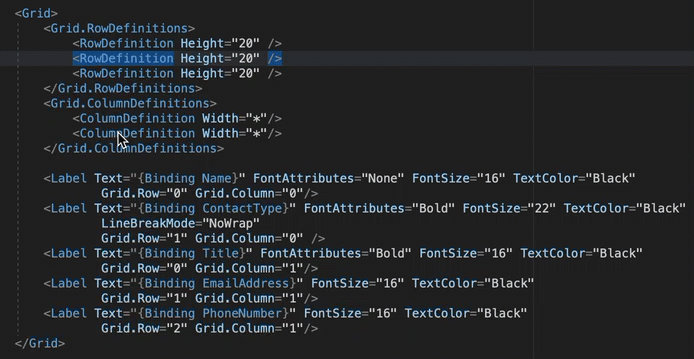 <Grid>
    <Grid.RowDefinitions>
        <RowDefinition Height="20" />
        <RowDefinition Height="20" />
        <RowDefinition Height="20" />
    </Grid.RowDefinitions>
    <Grid.ColumnDefinitions>
        <ColumnDefinition Width="*"/>
        <ColumnDefinition Width="*"/>
    </Grid.ColumnDefinitions>

    <Label Text="{Binding Name}" FontAttributes="None" FontSize="16" TextColor="Black"
            Grid.Row="0" Grid.Column="0"/>
    <Label Text="{Binding ContactType}" FontAttributes="Bold" FontSize="22" TextColor="Black"
            LineBreakMode="NoWrap"
            Grid.Row="1" Grid.Column="0" />
    <Label Text="{Binding Title}" FontAttributes="Bold" FontSize="16" TextColor="Black"
            Grid.Row="0" Grid.Column="1"/>
    <Label Text="{Binding EmailAddress}" FontSize="16" TextColor="Black"
            Grid.Row="1" Grid.Column="1"/>
    <Label Text="{Binding PhoneNumber}" FontSize="16" TextColor="Black"
            Grid.Row="2" Grid.Column="1"/>
</Grid>